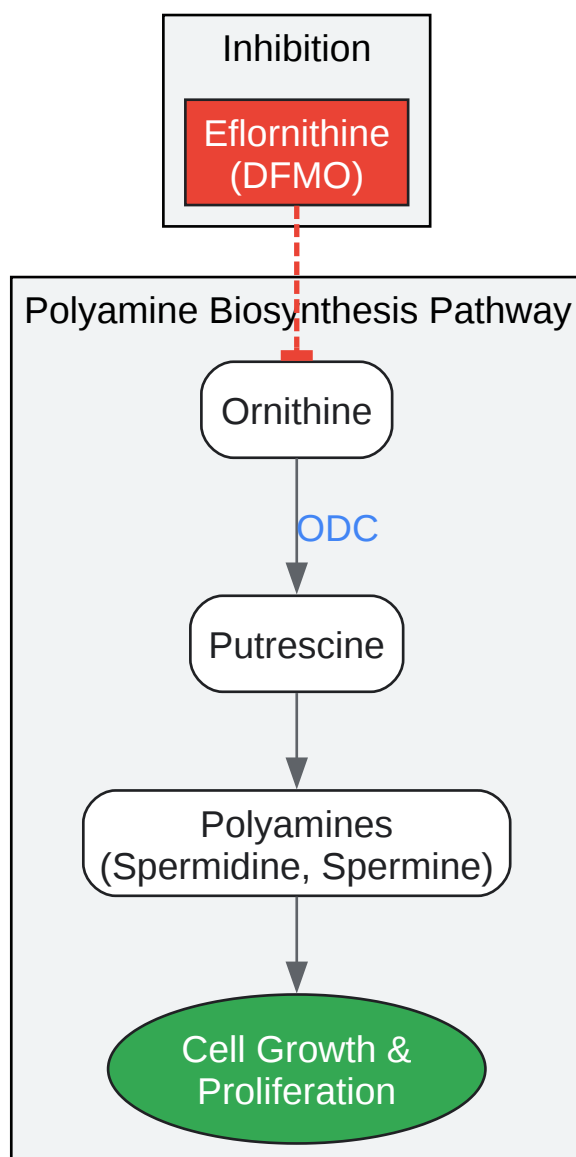 Inhibition
Eflornithine
(DFMO)
Polyamine Biosynthesis Pathway
Ornithine
ODC
Putrescine
Polyamines
(Spermidine, Spermine)
Cell Growth &
Proliferation